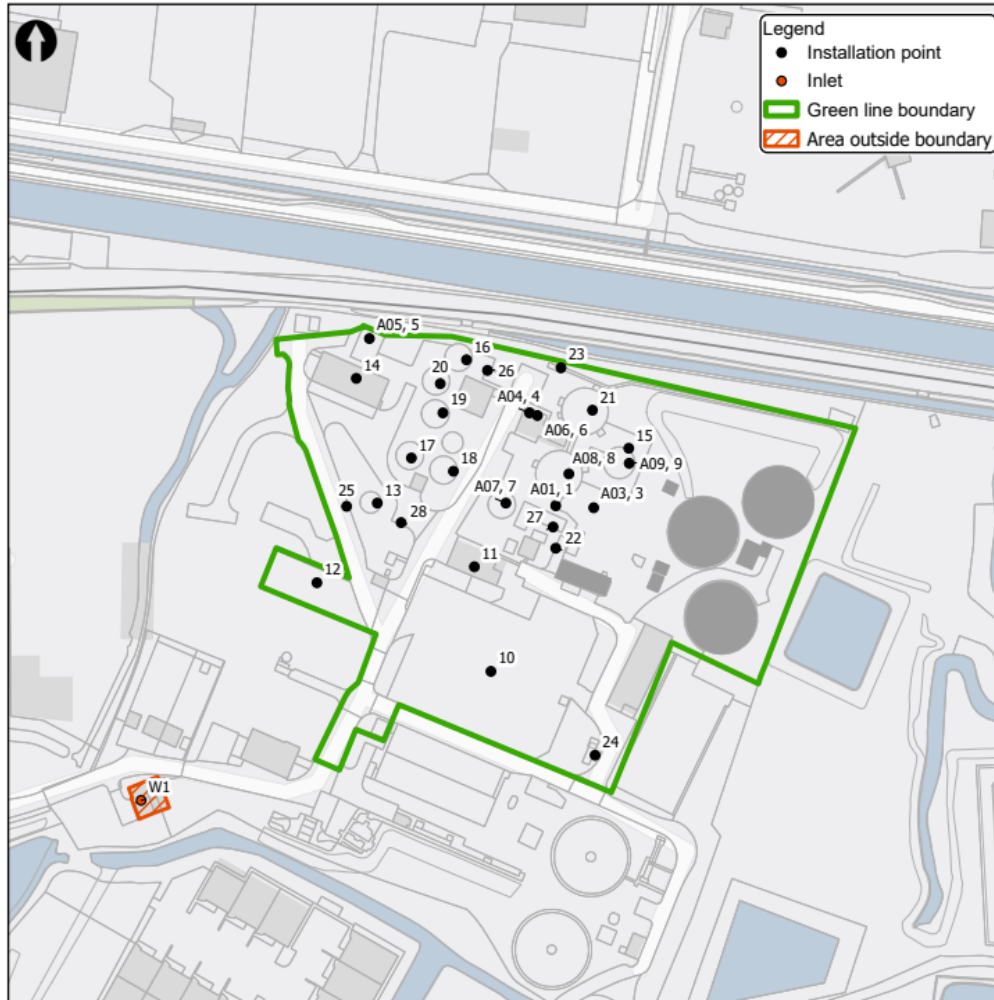 Legend
Installation point
Inlet
Green line boundary
Area outside boundary
A05, 5
16
23
14
20
26
A04, 4
21
19
A06, 6
15
17
18
A08, 8
A09, 9
A07, 7
A01, 1
A03, 3
25
13
28
27
22
11
12
10
24
W1